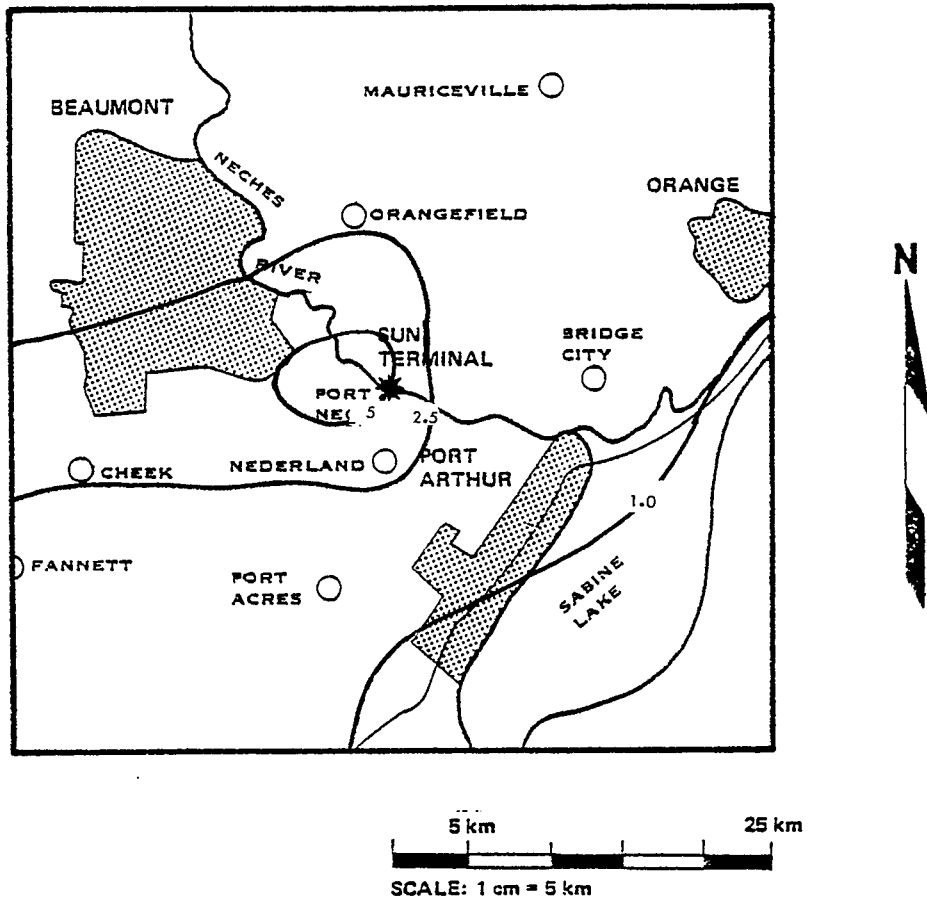 MAURICEVILLE
BEAUMONT
NECHES
ORANGE
ORANGEFIELD
N
RIVER
SUN
TERMINAL
BRIDGE
CITY
PORT
5
2.5
NEDERLAND
PORT
ARTHUR
CHEEK
1.0
FANNETT
PORT
ACRES
SABINE
LAKE
5 km
25 km
SCALE: 1 cm = 5 km